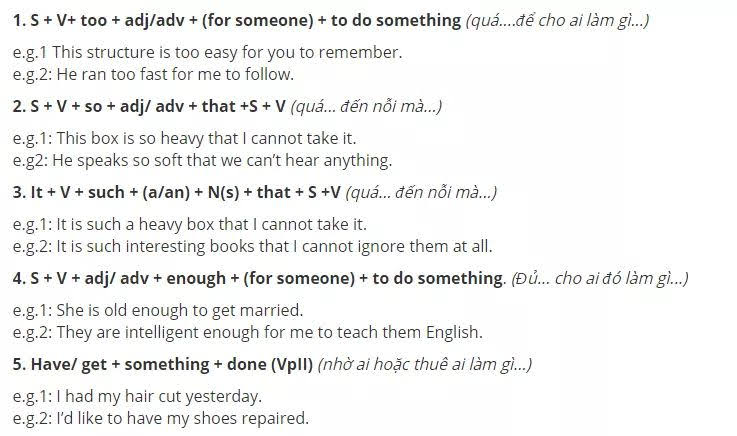 1. S + V+ too + adj/adv + (for someone) + to do something (quá....để cho ai làm gì...)
e.g.1 This structure is too easy for you to remember.
e.g.2: He ran too fast for me to follow.
2. S + V + so + adj/ adv + that +S + V (quá... đến nỗi mà...)
e.g.1: This box is so heavy that I cannot take it.
e.g2: He speaks so soft that we can't hear anything.
3. It + V + such + (a/an) + N(s) + that + S +V (quá... đến nỗi mà...)
e.g.1: It is such a heavy box that I cannot take it.
e.g.2: It is such interesting books that I cannot ignore them at all.
4. S + V + adj/ adv + enough + (for someone) + to do something. (Đủ... cho ai đó làm gì...)
e.g.1: She is old enough to get married.
e.g.2: They are intelligent enough for me to teach them English.
5. Have/ get + something + done (VpII) (nhờ ai hoặc thuê ai làm gì...)
e.g.1: I had my hair cut yesterday.
e.g.2: I'd like to have my shoes repaired.